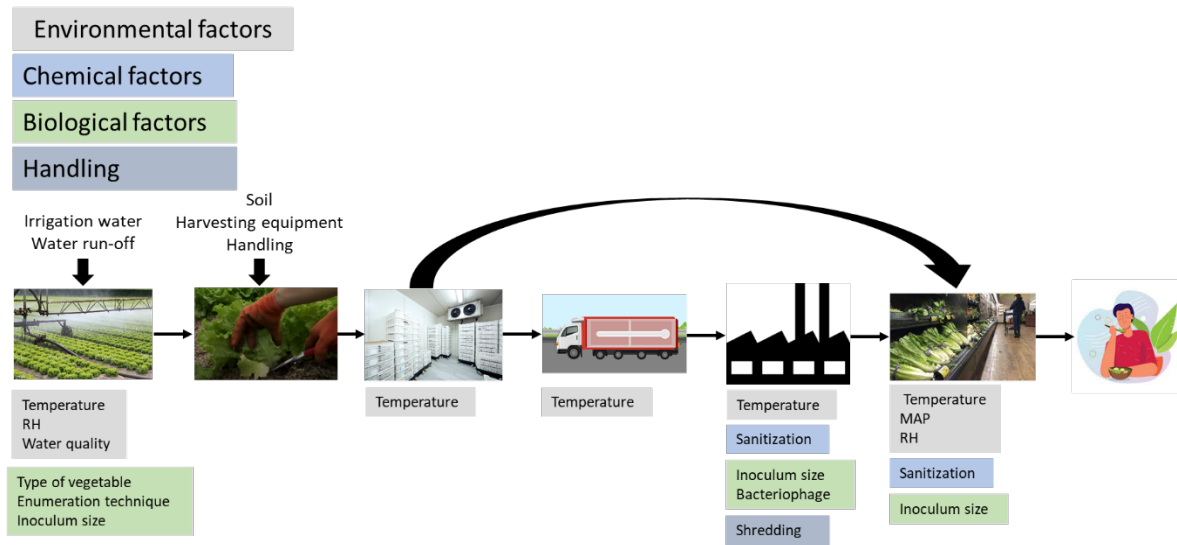 Environmental factors
Chemical factors
Biological factors
Handling
Irrigation water
Water run-off
Soil
Harvesting equipment
Handling
Temperature
RH
Water quality
Type of vegetable
Enumeration technique
Inoculum size
Temperature
Temperature
Temperature
Sanitization
Inoculum size
Bacteriophage
Shredding
Temperature
MAP
RH
Sanitization
Inoculum size